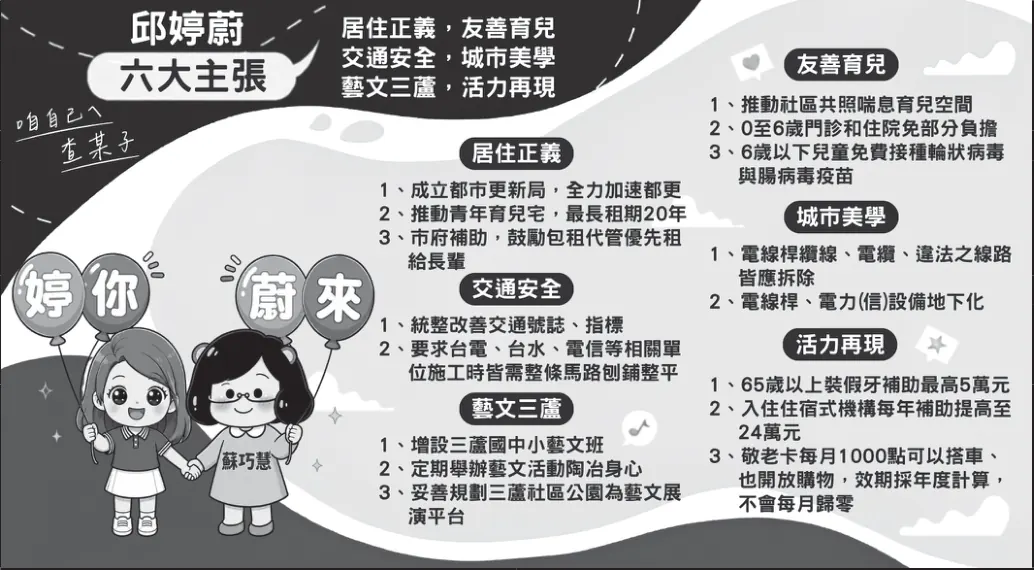 邱婷蔚
六大主張
居住正義，友善育兒
交通安全，城市美學
藝文三蘆，活力再現
咱自己ㄟ
查某子
婷你
蔚來
蘇巧慧
居住正義
1、成立都市更新局，全力加速都更
2、推動青年育兒宅，最長租期20年
3、市府補助，鼓勵包租代管優先租
給長輩
交通安全
1、統整改善交通號誌、指標
2、要求台電、台水、電信等相關單
位施工時皆需整條馬路刨鋪整平
藝文三蘆
1、增設三蘆國中小藝文班
2、定期舉辦藝文活動陶冶身心
3、妥善規劃三蘆社區公園為藝文展
演平台
友善育兒
1、推動社區共照喘息育兒空間
2、0至6歲門診和住院免部分負擔
3、6歲以下兒童免費接種輪狀病毒
與腸病毒疫苗
城市美學
1、電線桿纜線、電纜、違法之線路
皆應拆除
2、電線桿、電力(信)設備地下化
活力再現
1、65歲以上裝假牙補助最高5萬元
2、入住住宿式機構每年補助提高至
24萬元
3、敬老卡每月1000點可以搭車、
也開放購物，效期採年度計算，
不會每月歸零